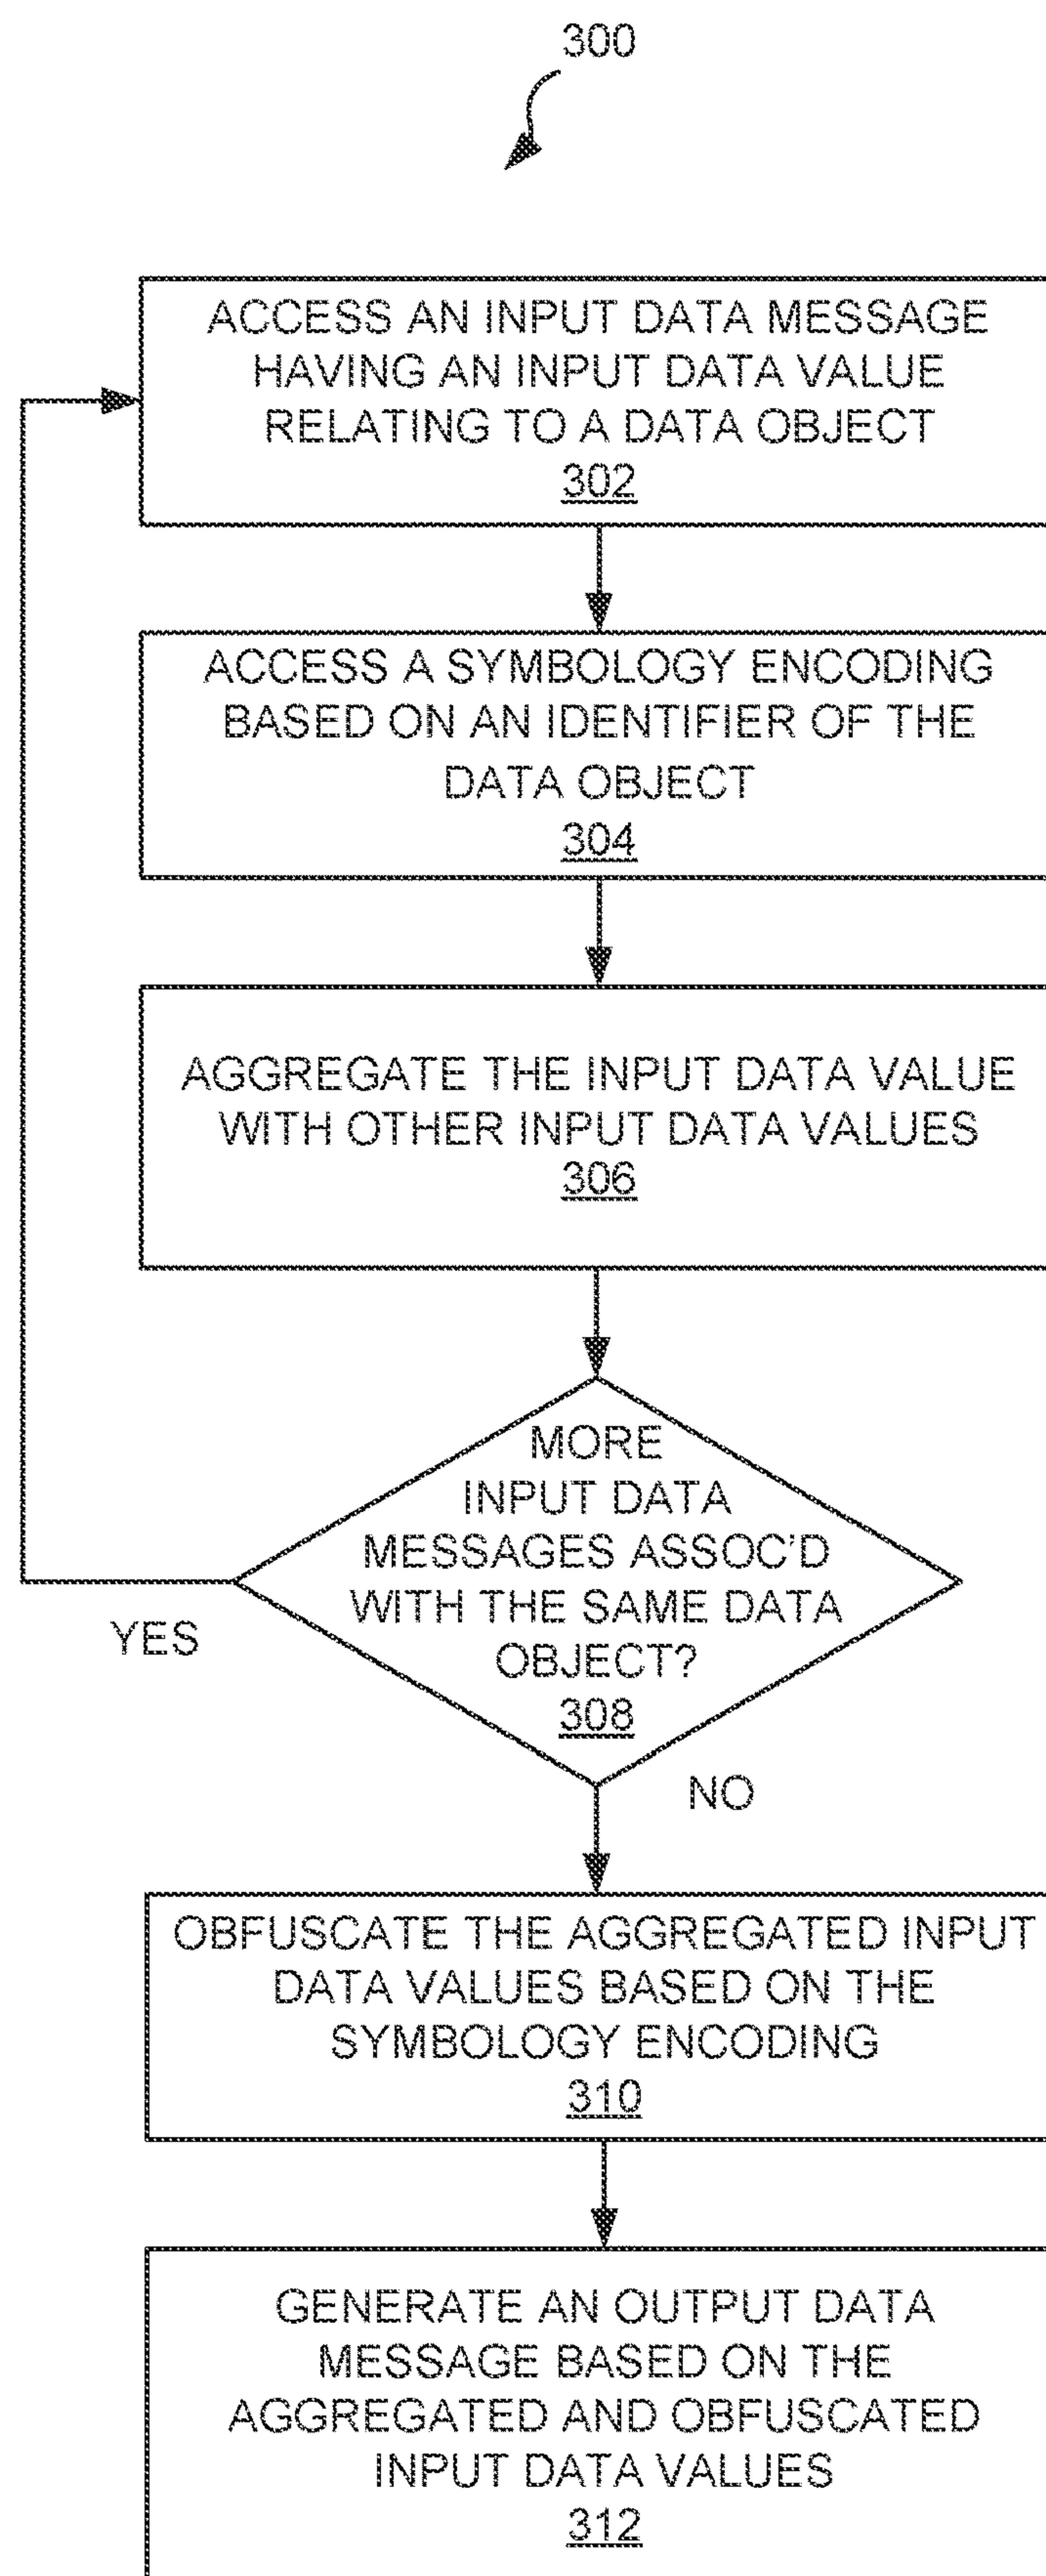 300
ACCESS AN INPUT DATA MESSAGE
HAVING AN INPUT DATA VALUE
RELATING TO A DATA OBJECT
302
ACCESS A SYMBOLOGY ENCODING
BASED ON AN IDENTIFIER OF THE
DATA OBJECT
304
AGGREGATE THE INPUT DATA VALUE
WITH OTHER INPUT DATA VALUES
306
MORE
INPUT DATA
MESSAGES ASSOC'D
WITH THE SAME DATA
OBJECT?
308
YES
NO
OBFUSCATE THE AGGREGATED INPUT
DATA VALUES BASED ON THE
SYMBOLOGY ENCODING
310
GENERATE AN OUTPUT DATA
MESSAGE BASED ON THE
AGGREGATED AND OBFUSCATED
INPUT DATA VALUES
312